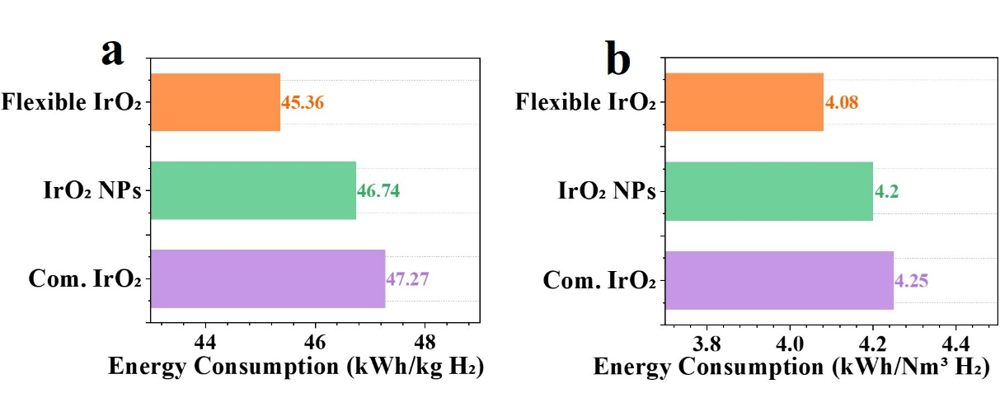 a
Flexible IrO₂
45.36
IrO₂ NPs
46.74
Com. IrO₂
47.27
44 46 48
Energy Consumption (kWh/kg H₂)
b
Flexible IrO₂
4.08
IrO₂ NPs
4.2
Com. IrO₂
4.25
3.8 4.0 4.2 4.4
Energy Consumption (kWh/Nm³ H₂)